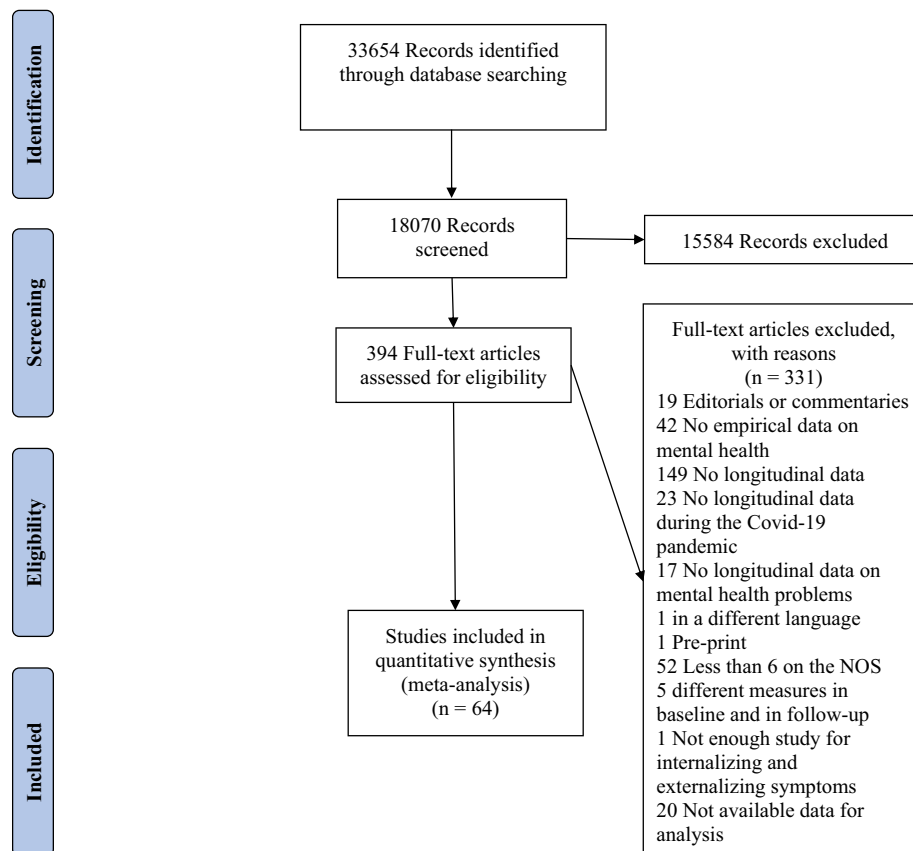 Identification
33654 Records identified
through database searching
Screening
18070 Records
screened
15584 Records excluded
394 Full-text articles
assessed for eligibility
Full-text articles excluded,
with reasons
(n = 331)
19 Editorials or commentaries
42 No empirical data on
mental health
149 No longitudinal data
23 No longitudinal data
during the Covid-19
pandemic
17 No longitudinal data on
mental health problems
1 in a different language
1 Pre-print
52 Less than 6 on the NOS
5 different measures in
baseline and in follow-up
1 Not enough study for
internalizing and
externalizing symptoms
20 Not available data for
analysis
Eligibility
Studies included in
quantitative synthesis
(meta-analysis)
(n = 64)
Included